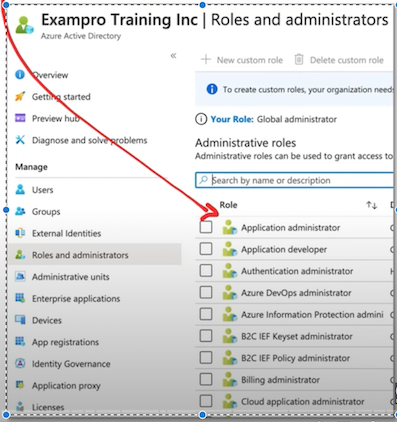 Exampro Training Inc | Roles and administrators
Azure Active Directory
«
Overview
Getting started
Preview hub
Diagnose and solve problems
Manage
Users
Groups
External Identities
Roles and administrators
Administrative units
Enterprise applications
Devices
App registrations
Identity Governance
Application proxy
Licenses
+ New custom role
Delete custom role
To create custom roles, your organization needs
Your Role: Global administrator
Administrative roles
Administrative roles can be used to grant access to
Search by name or description
Role
Application administrator
Application developer
Authentication administrator
Azure DevOps administrator
Azure Information Protection admini
B2C IEF Keyset administrator
B2C IEF Policy administrator
Billing administrator
Cloud application administrator